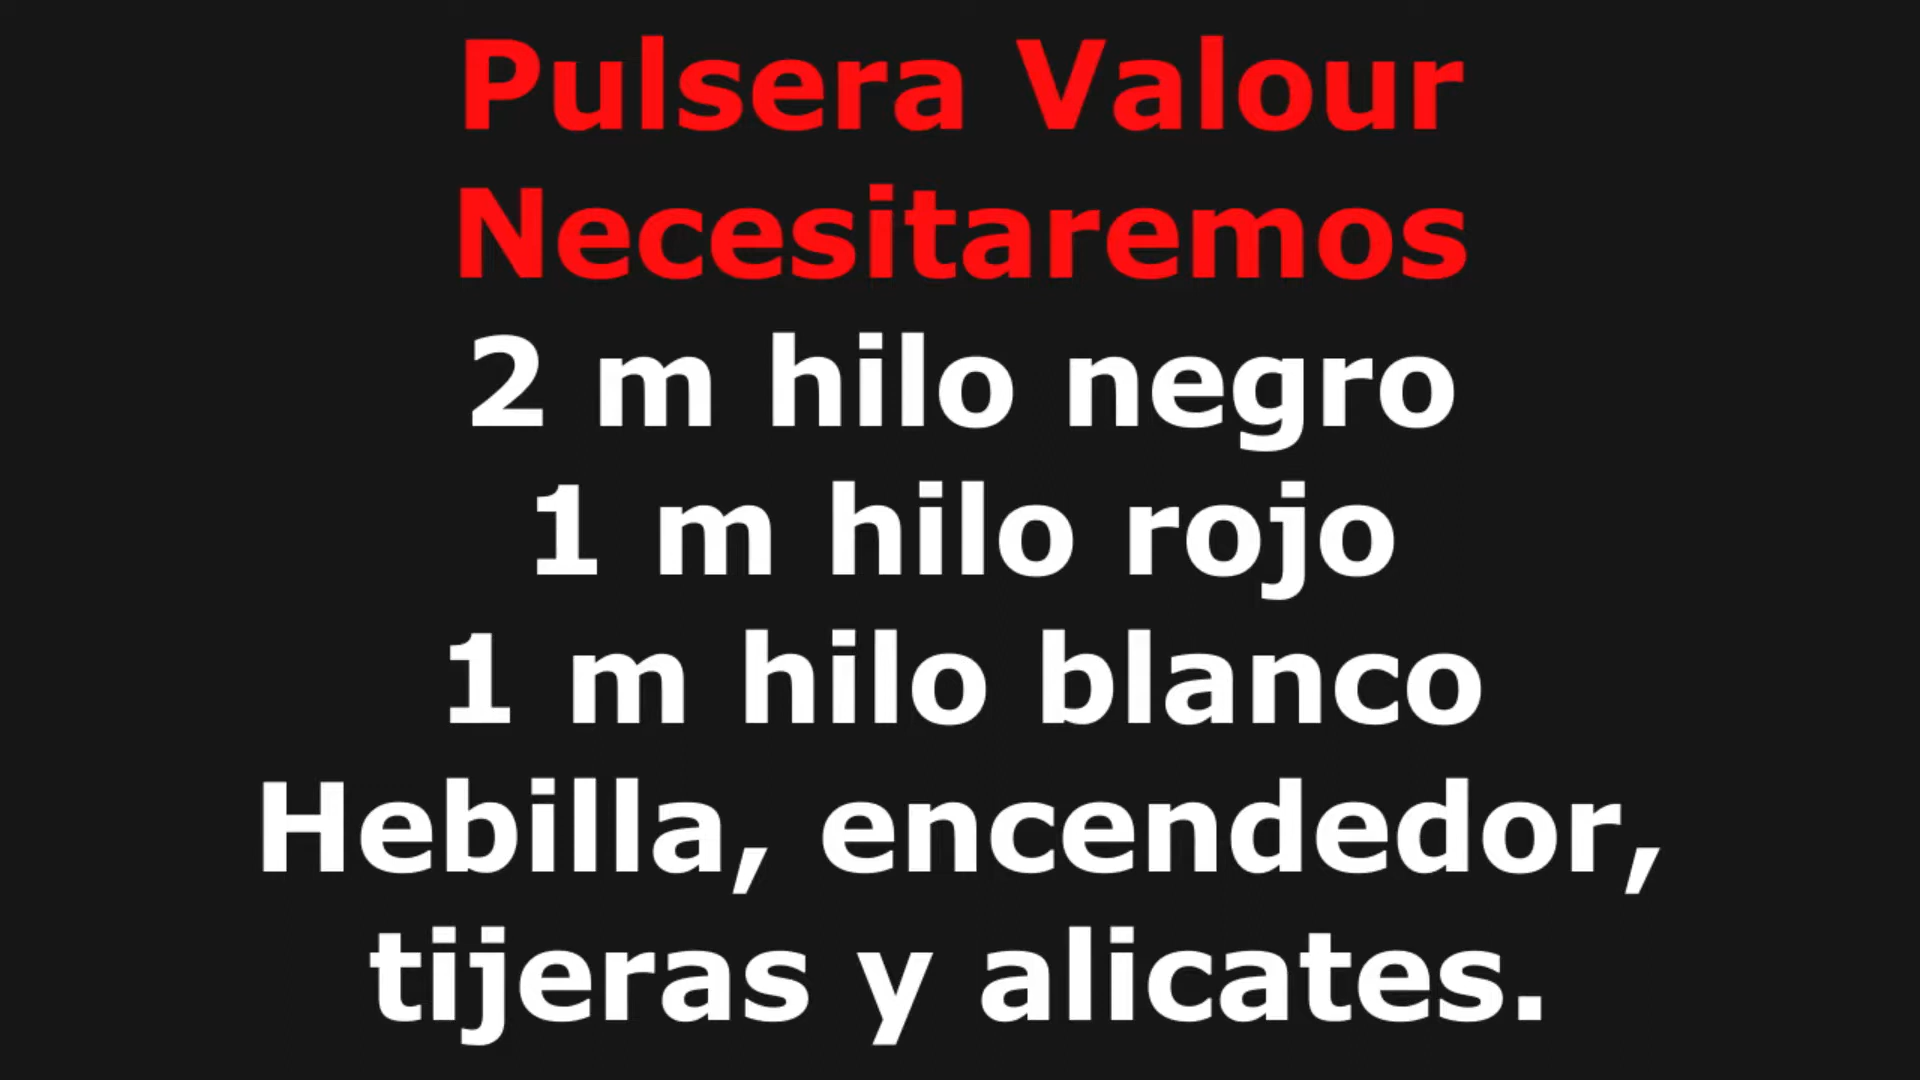 Pulsera Valour
Necesitaremos
2 m hilo negro
1 m hilo rojo
1 m hilo blanco
Hebilla, encendedor,
tijeras y alicates.